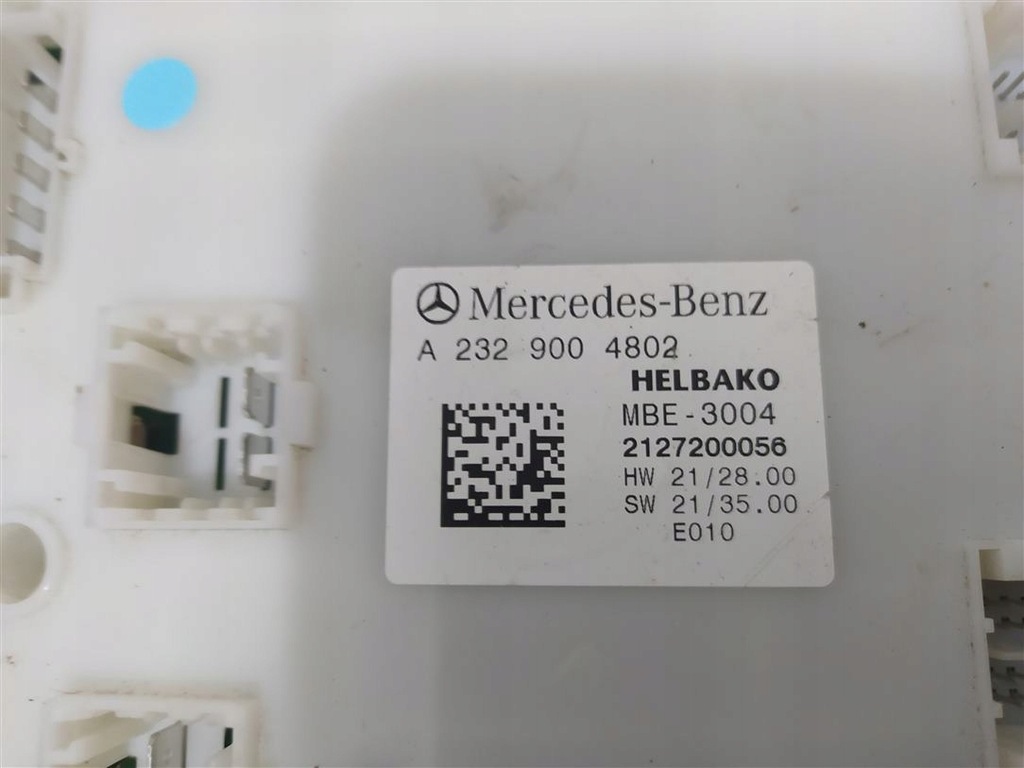 Mercedes-Benz
A 232 900 4802
HELBAKO
MBE-3004
2127200056
HW 21/28.00
SW 21/35.00
E010